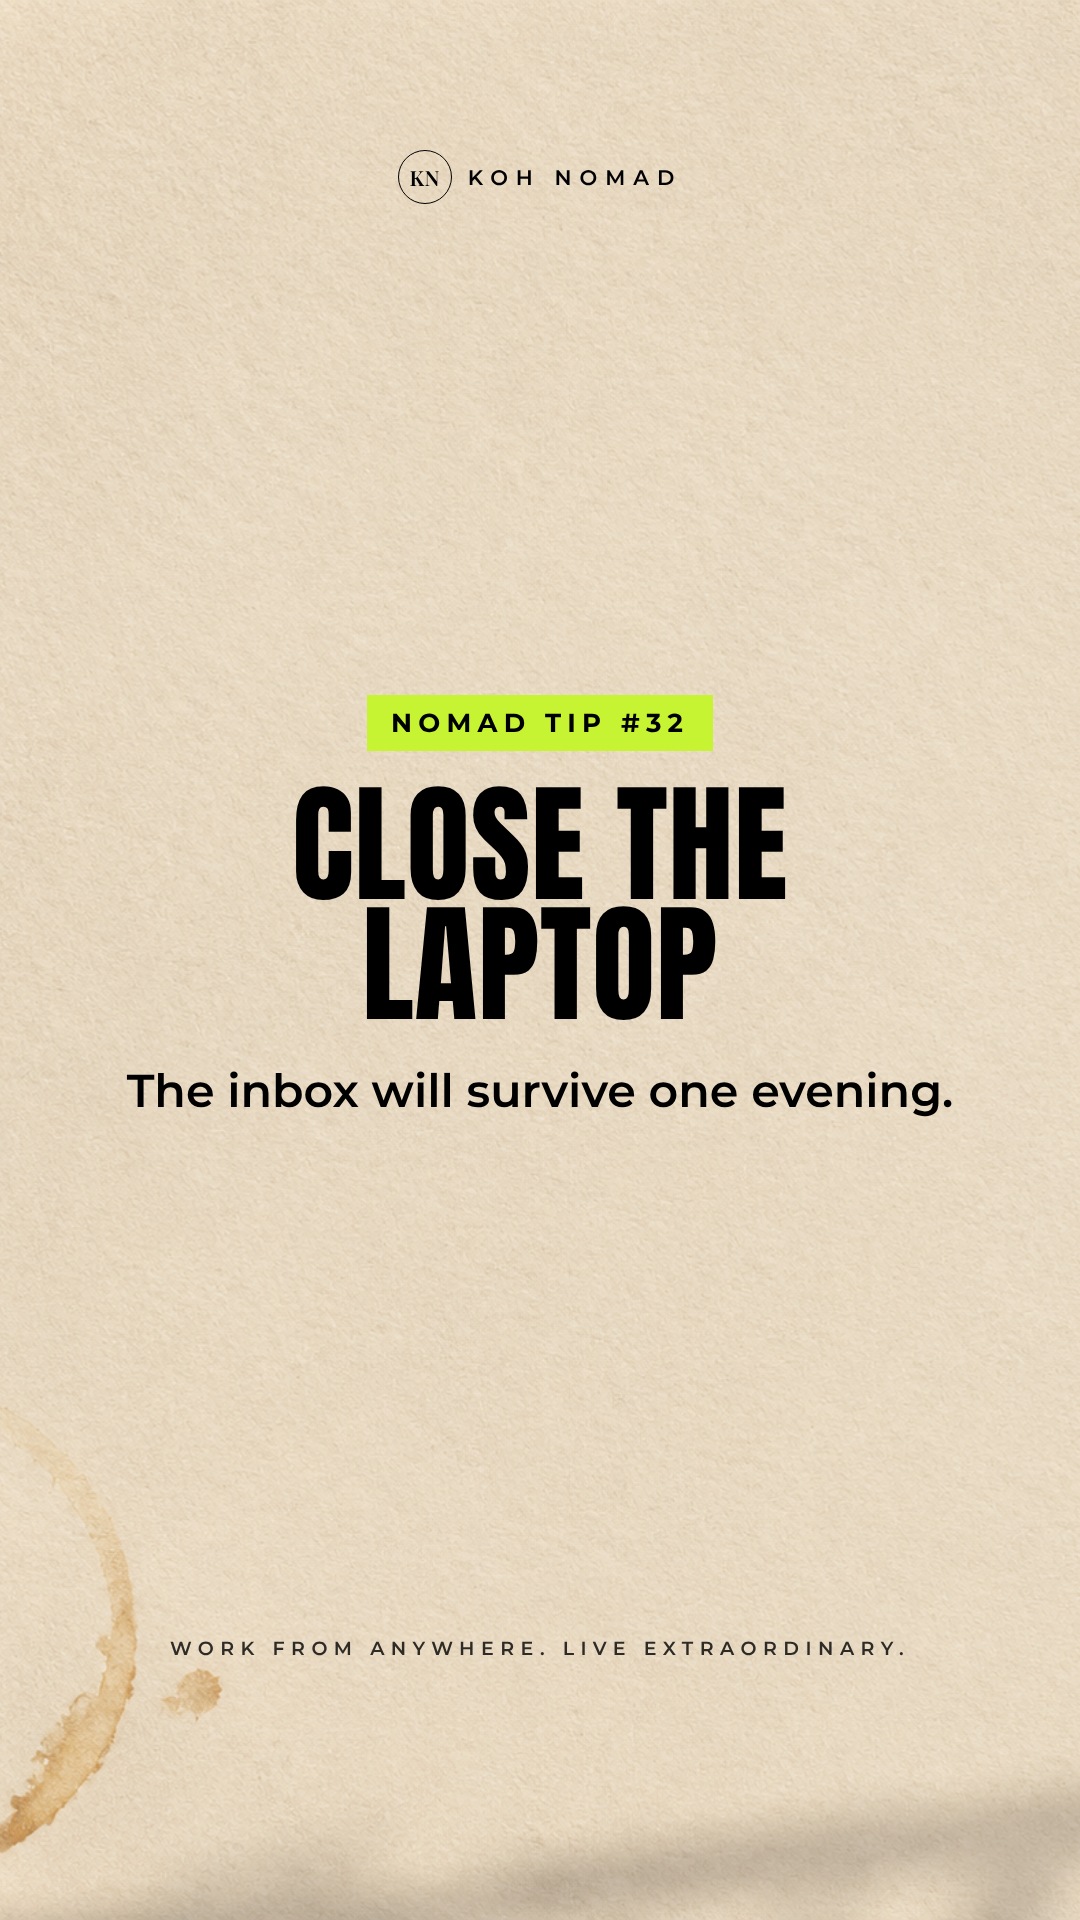 KN KOH NOMAD
NOMAD TIP #32
CLOSE THE
LAPTOP
The inbox will survive one evening.
WORK FROM ANYWHERE. LIVE EXTRAORDINARY.